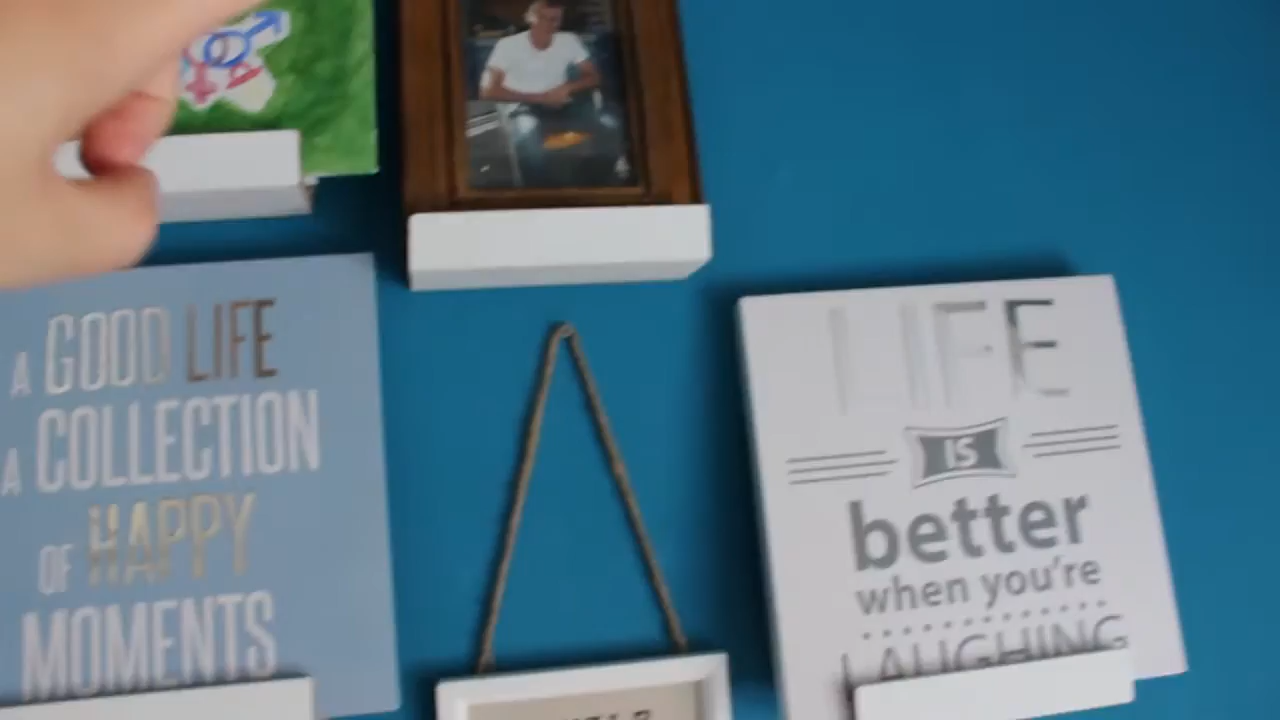 A GOOD LIFE
A COLLECTION
OF HAPPY
MOMENTS
LIFE
IS
better
when you're
LAUGHING